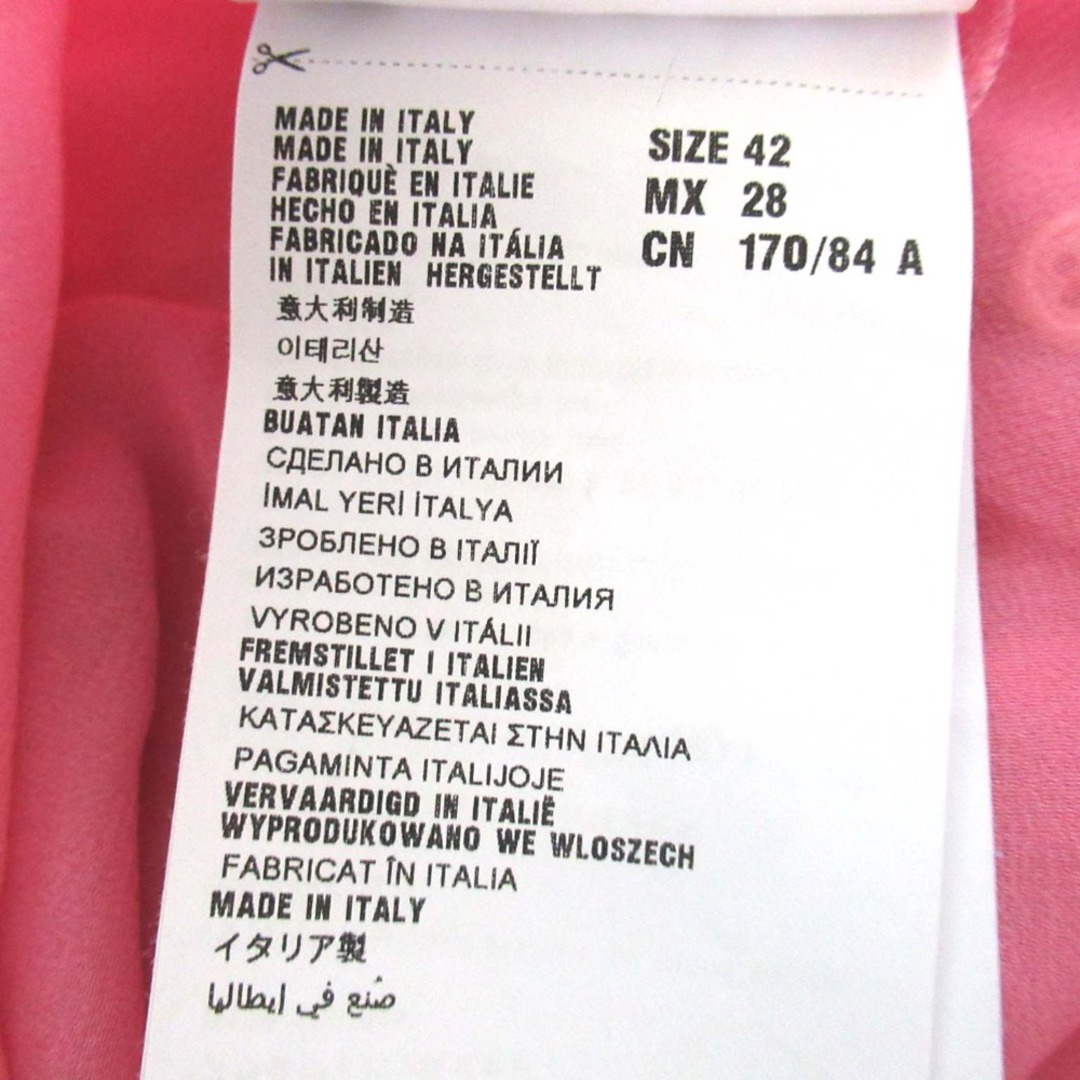 MADE IN ITALY
MADE IN ITALY
FABRIQUÈ EN ITALIE
HECHO EN ITALIA
FABRICADO NA ITÁLIA
IN ITALIEN HERGESTELLT
意大利制造
이태리산
意大利製造
BUATAN ITALIA
СДЕЛАНО В ИТАЛИИ
İMAL YERİ İTALYA
ЗРОБЛЕНО В ІТАЛІЇ
ИЗРАБОТЕНО В ИТАЛИЯ
VYROBENO V ITÁLII
FREMSTILLET I ITALIEN
VALMISTETTU ITALIASSA
ΚΑΤΑΣΚΕΥΑΖΕΤΑΙ ΣΤΗΝ ΙΤΑΛΙΑ
PAGAMINTA ITALIJOJE
VERVAARDIGD IN ITALIË
WYPRODUKOWANO WE WLOSZECH
FABRICAT ÎN ITALIA
MADE IN ITALY
イタリア製
صُنع في إيطاليا
SIZE 42
MX 28
CN 170/84 A